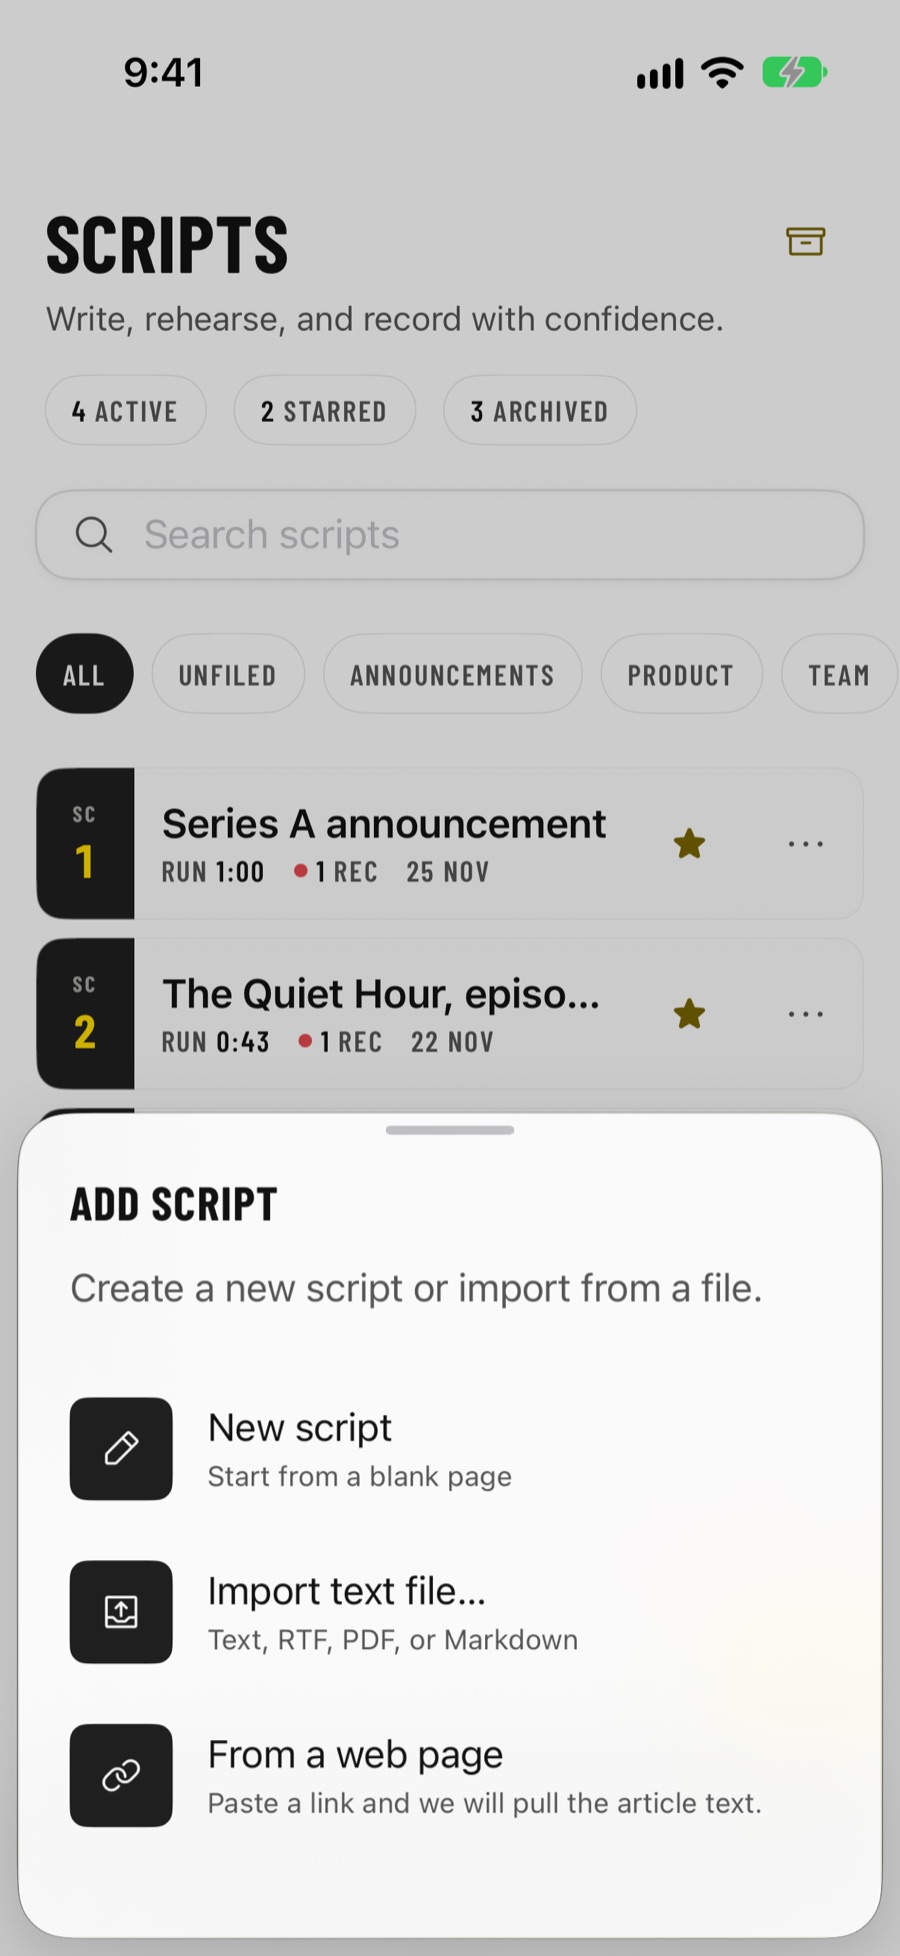 9:41
SCRIPTS
Write, rehearse, and record with confidence.
4 ACTIVE 2 STARRED 3 ARCHIVED
Search scripts
ALL UNFILED ANNOUNCEMENTS PRODUCT TEAM
SC
1
Series A announcement
RUN 1:00 1 REC 25 NOV
SC
2
The Quiet Hour, episo...
RUN 0:43 1 REC 22 NOV
ADD SCRIPT
Create a new script or import from a file.
New script
Start from a blank page
Import text file...
Text, RTF, PDF, or Markdown
From a web page
Paste a link and we will pull the article text.